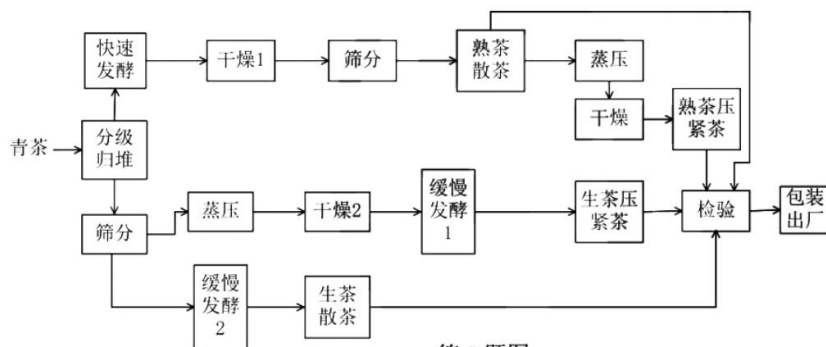 快速
发酵
干燥1
筛分
熟茶
散茶
蒸压
干燥
熟茶压
紧茶
青茶
分级
归堆
筛分
蒸压
干燥2
缓慢
发酵
1
生茶压
紧茶
检验
包装
出厂
缓慢
发酵
2
生茶
散茶